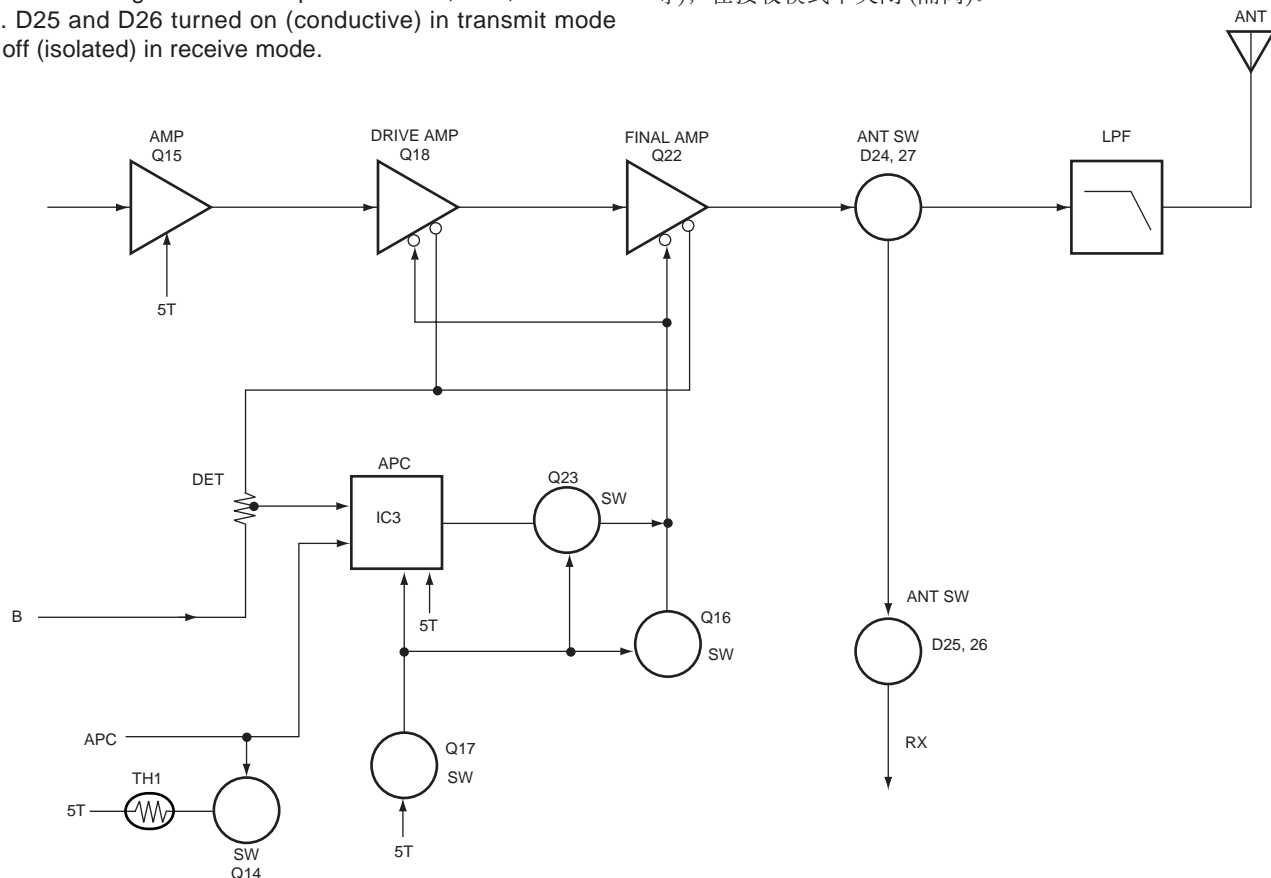 . D25 and D26 turned on (conductive) in transmit mode
off (isolated) in receive mode.
ANT
AMP
Q15
DRIVE AMP
Q18
FINAL AMP
Q22
ANT SW
D24, 27
LPF
5T
DET
APC
IC3
Q23
SW
5T
B
Q16
SW
ANT SW
D25, 26
APC
Q17
SW
RX
TH1
5T
SW
Q14
5T